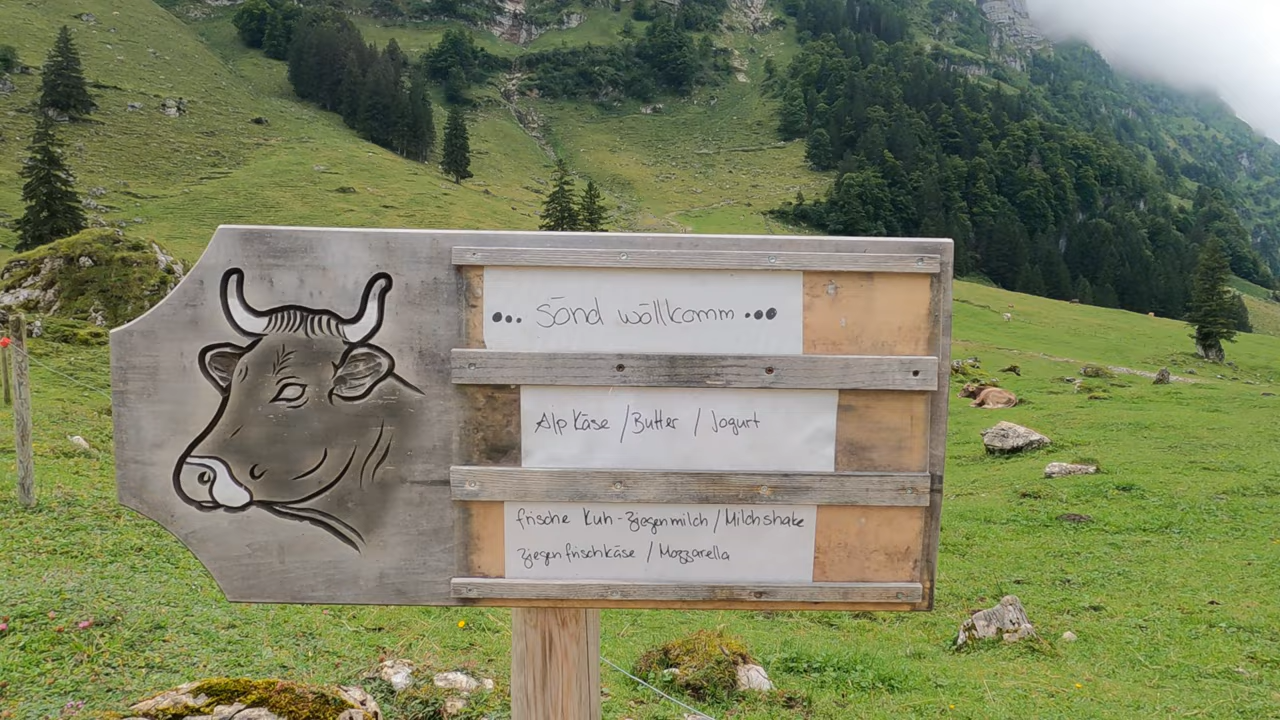 ... Sönd wöllkomm ...
Alp Käse / Butter / Jogurt
frische Kuh - Ziegenmilch / Milchshake
Ziegenfrischkäse / Mozzarella